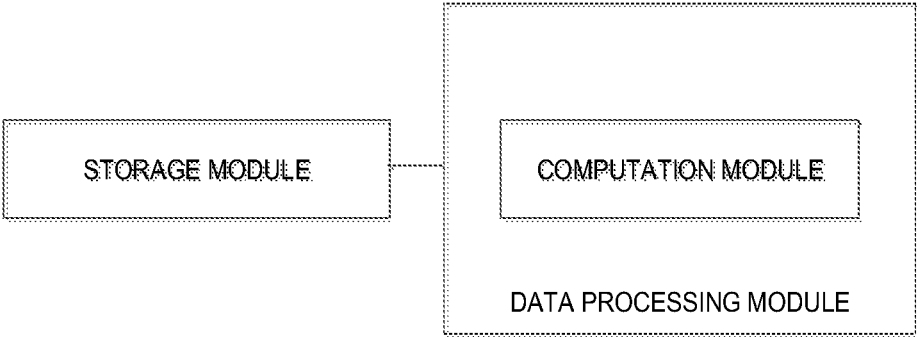 STORAGE MODULE
COMPUTATION MODULE
DATA PROCESSING MODULE